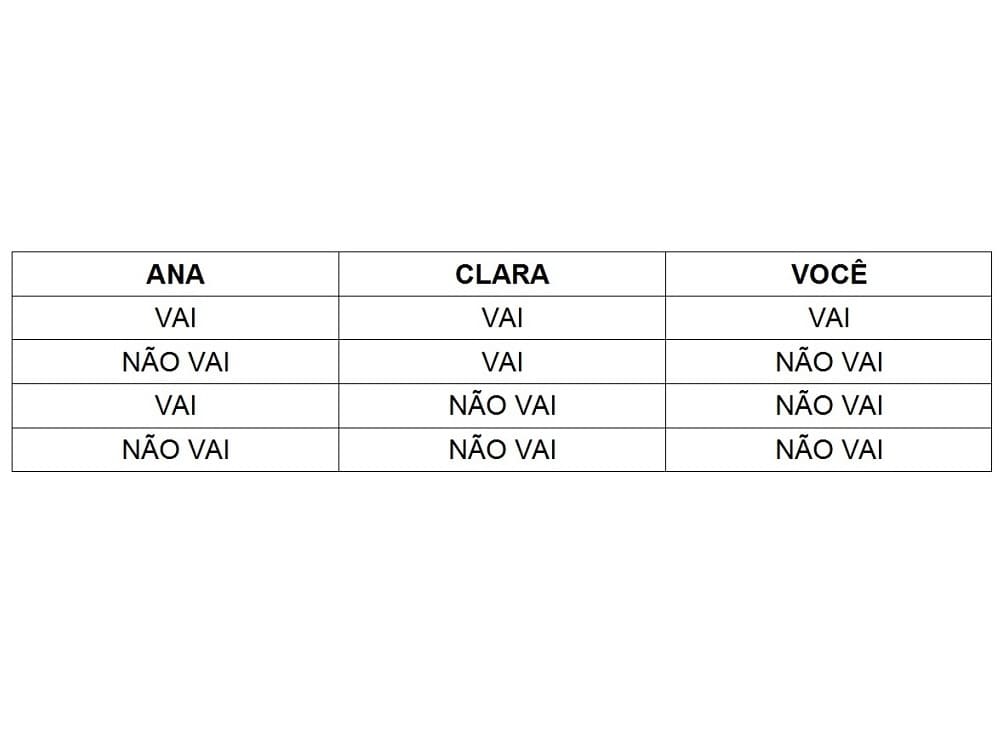 ANA CLARA VOCÊ
VAI VAI VAI
NÃO VAI VAI NÃO VAI
VAI NÃO VAI NÃO VAI
NÃO VAI NÃO VAI NÃO VAI